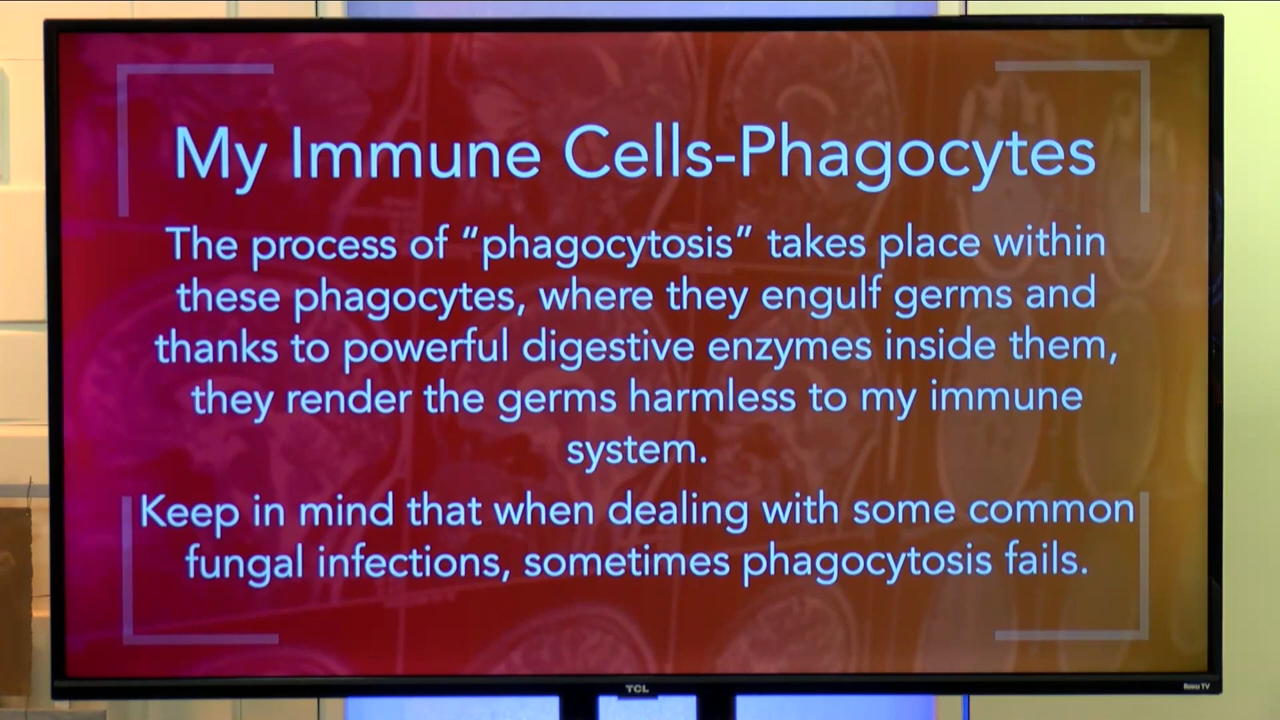 My Immune Cells-Phagocytes
The process of “phagocytosis” takes place within
these phagocytes, where they engulf germs and
thanks to powerful digestive enzymes inside them,
they render the germs harmless to my immune
system.
Keep in mind that when dealing with some common
fungal infections, sometimes phagocytosis fails.
TCL
Roku TV